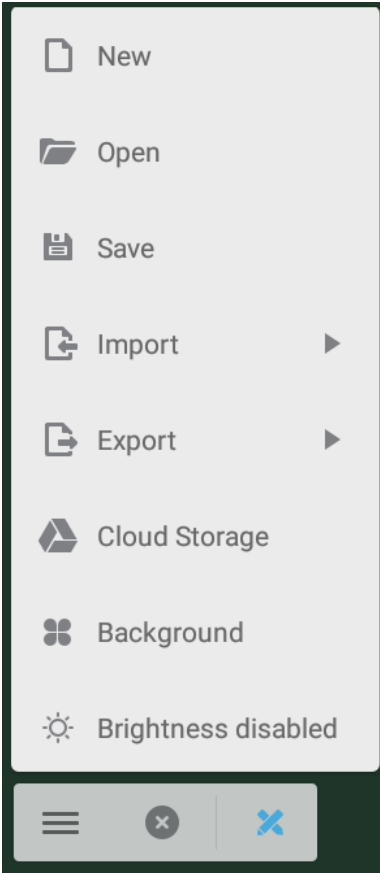 New
Open
Save
Import
Export
Cloud Storage
Background
Brightness disabled